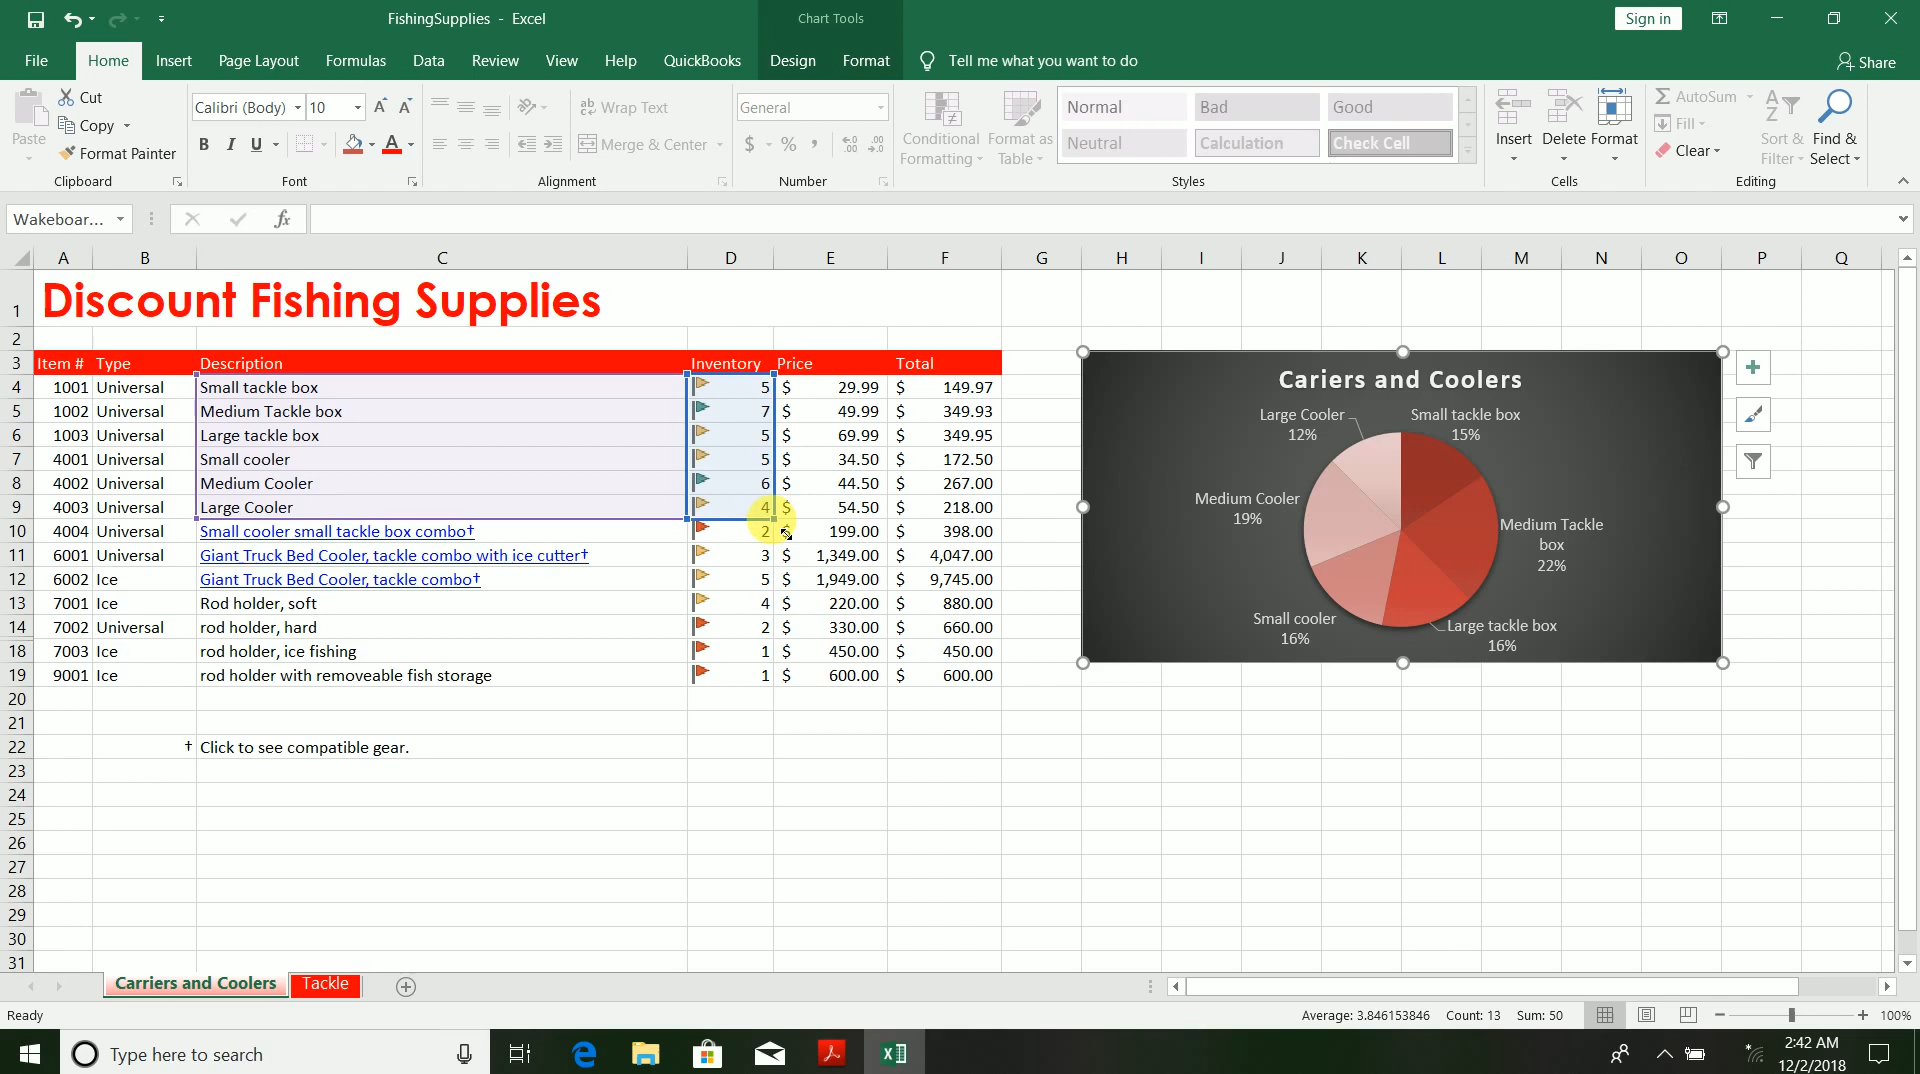 FishingSupplies - Excel
Chart Tools
Sign in
File Home Insert Page Layout Formulas Data Review View Help QuickBooks Design Format Tell me what you want to do Share
Paste
Cut
Copy
Format Painter
Clipboard
Calibri (Body) 10
B I U
Font
Wrap Text
Merge & Center
Alignment
General
$ % ,
Number
Conditional Formatting
Format as Table
Normal Bad Good
Neutral Calculation Check Cell
Styles
Insert Delete Format
Cells
AutoSum
Fill
Clear
Sort & Filter
Find & Select
Editing
Wakeboar...
fx
A B C D E F G H I J K L M N O P Q
1 Discount Fishing Supplies
2
3 Item # Type Description Inventory Price Total
4 1001 Universal Small tackle box 5 $ 29.99 $ 149.97
5 1002 Universal Medium Tackle box 7 $ 49.99 $ 349.93
6 1003 Universal Large tackle box 5 $ 69.99 $ 349.95
7 4001 Universal Small cooler 5 $ 34.50 $ 172.50
8 4002 Universal Medium Cooler 6 $ 44.50 $ 267.00
9 4003 Universal Large Cooler 4 $ 54.50 $ 218.00
10 4004 Universal Small cooler small tackle box combo† 2 $ 199.00 $ 398.00
11 6001 Universal Giant Truck Bed Cooler, tackle combo with ice cutter† 3 $ 1,349.00 $ 4,047.00
12 6002 Ice Giant Truck Bed Cooler, tackle combo† 5 $ 1,949.00 $ 9,745.00
13 7001 Ice Rod holder, soft 4 $ 220.00 $ 880.00
14 7002 Universal rod holder, hard 2 $ 330.00 $ 660.00
18 7003 Ice rod holder, ice fishing 1 $ 450.00 $ 450.00
19 9001 Ice rod holder with removeable fish storage 1 $ 600.00 $ 600.00
20
21
22 † Click to see compatible gear.
23
24
25
26
27
28
29
30
31
Cariers and Coolers
Large Cooler
12%
Small tackle box
15%
Medium Cooler
19%
Medium Tackle
box
22%
Small cooler
16%
Large tackle box
16%
Carriers and Coolers Tackle
Ready
Average: 3.846153846 Count: 13 Sum: 50
100%
Type here to search
2:42 AM
12/2/2018